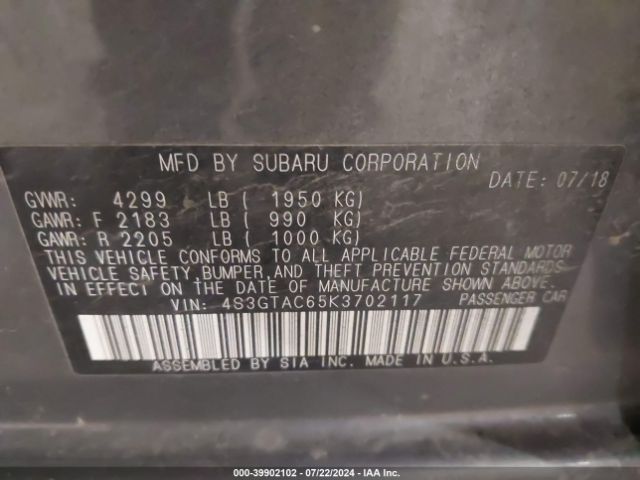 MFD BY SUBARU CORPORATION
DATE: 07/18
GVWR: 4299 LB ( 1950 KG)
GAWR: F 2183 LB ( 990 KG)
GAWR: R 2205 LB ( 1000 KG)
THIS VEHICLE CONFORMS TO ALL APPLICABLE FEDERAL MOTOR
VEHICLE SAFETY, BUMPER, AND THEFT PREVENTION STANDARDS
IN EFFECT ON THE DATE OF MANUFACTURE SHOWN ABOVE.
VIN: 4S3GTAC65K3702117 PASSENGER CAR
ASSEMBLED BY SIA INC. MADE IN U.S.A.
000-39902102 - 07/22/2024 - IAA Inc.